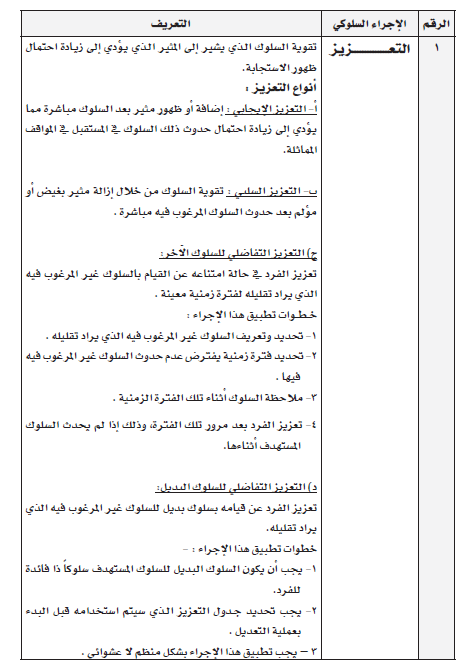 الرقم
الإجراء السلوكي
التعريف
١
التعـــــــزيز
تقوية السلوك الذي يشير إلى المثير الذي يؤدي إلى زيادة احتمال
ظهور الاستجابة.
أنواع التعزيز :
أ- التعزيز الإيجابي : إضافة أو ظهور مثير بعد السلوك مباشرة مما
يؤدي إلى زيادة احتمال حدوث ذلك السلوك في المستقبل في المواقف
المماثلة.
ب- التعزيز السلبي : تقوية السلوك من خلال إزالة مثير بغيض أو
مؤلم بعد حدوث السلوك المرغوب فيه مباشرة .
ج) التعزيز التفاضلي للسلوك الآخر:
تعزيز الفرد في حالة امتناعه عن القيام بالسلوك غير المرغوب فيه
الذي يراد تقليله لفترة زمنية معينة .
خطـوات تطبيق هذا الإجراء :
١- تحديد وتعريف السلوك غير المرغوب فيه الذي يراد تقليله .
٢- تحديد فترة زمنية يفترض عدم حدوث السلوك غير المرغوب فيه
فيها .
٣- ملاحظة السلوك أثناء تلك الفترة الزمنية .
٤- تعزيز الفرد بعد مرور تلك الفترة، وذلك إذا لم يحدث السلوك
المستهدف أثناءها.
د) التعزيز التفاضلي للسلوك البديل:
تعزيز الفرد عن قيامه بسلوك بديل للسلوك غير المرغوب فيه الذي
يراد تقليله.
خطوات تطبيق هذا الإجراء : -
١- يجب أن يكون السلوك البديل للسلوك المستهدف سلوكاً ذا فائدة
للفرد.
٢- يجب تحديد جدول التعزيز الذي سيتم استخدامه قبل البدء
بعملية التعديل .
٣ – يجب تطبيق هذا الإجراء بشكل منظم لا عشوائي .